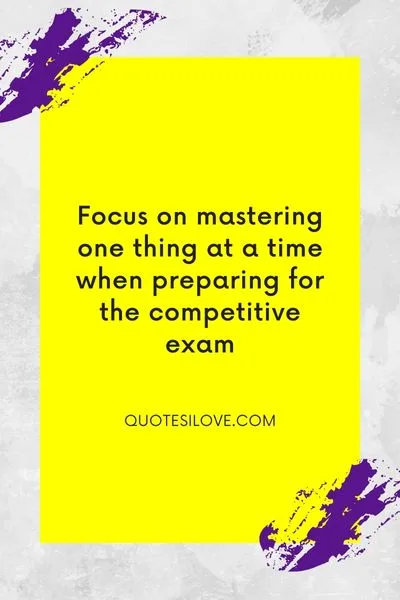 Focus on mastering
one thing at a time
when preparing for
the competitive
exam
QUOTESILOVE.COM